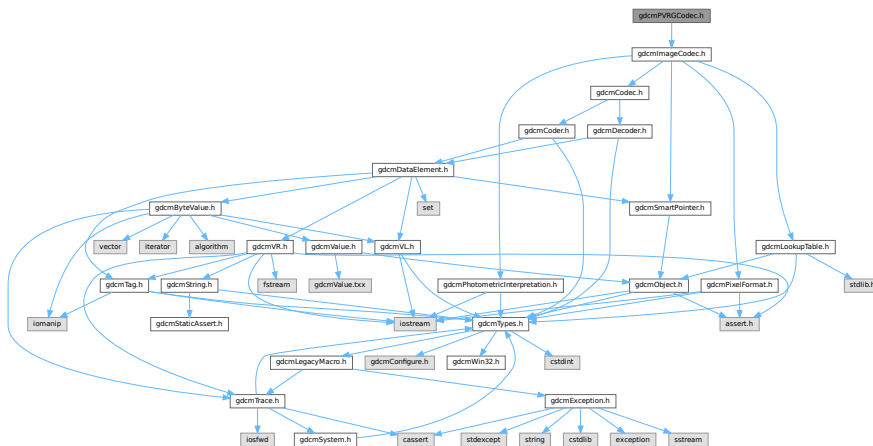 gdcmPVRGCodec.h
gdcmImageCodec.h
gdcmCodec.h
gdcmCoder.h
gdcmDecoder.h
gdcmDataElement.h
gdcmByteValue.h
set
gdcmSmartPointer.h
vector
iterator
algorithm
gdcmVR.h
gdcmValue.h
gdcmVL.h
gdcmLookupTable.h
gdcmTag.h
gdcmString.h
fstream
gdcmValue.txx
gdcmPhotometricInterpretation.h
gdcmObject.h
gdcmPixelFormat.h
stdlib.h
iomanip
gdcmStaticAssert.h
iostream
gdcmTypes.h
assert.h
gdcmLegacyMacro.h
gdcmConfigure.h
gdcmWin32.h
cstdint
gdcmTrace.h
gdcmException.h
iosfwd
gdcmSystem.h
cassert
stdexcept
string
cstdlib
exception
sstream